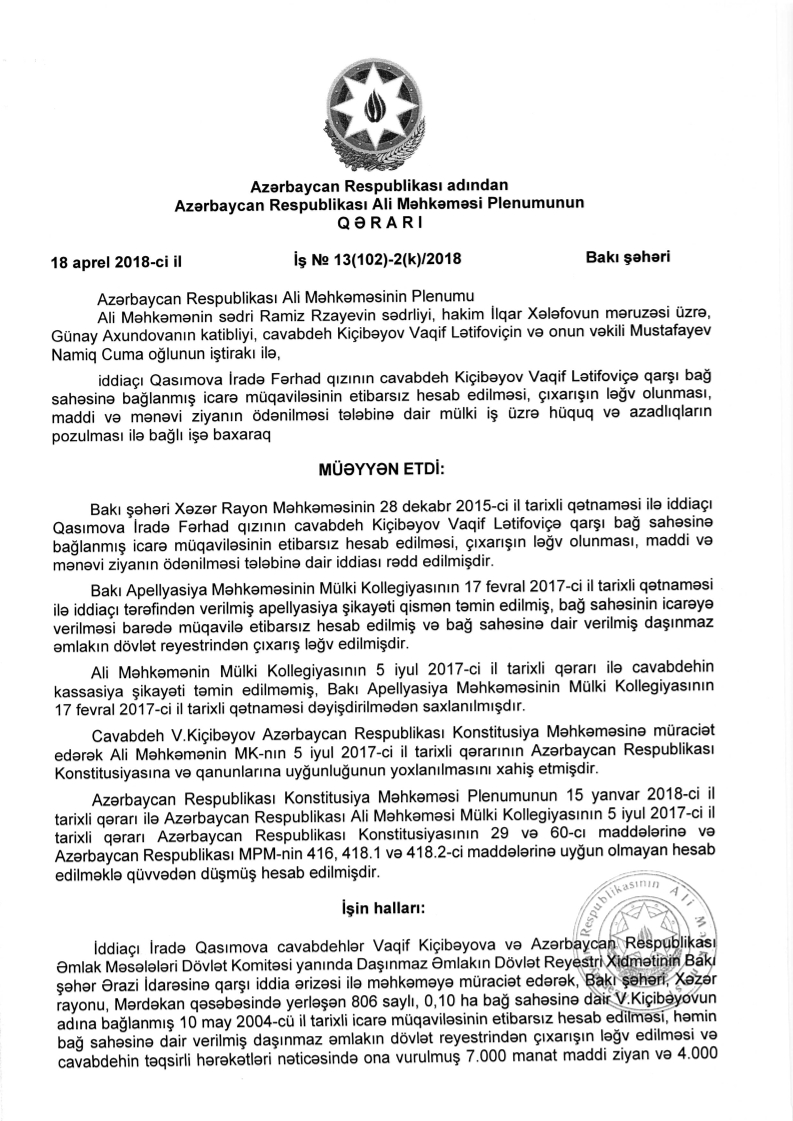 Azərbaycan Respublikası adından
Azərbaycan Respublikası Ali Məhkəməsi Plenumunun
Q Ə R A R I
18 aprel 2018-ci il İş № 13(102)-2(k)/2018 Bakı şəhəri
Azərbaycan Respublikası Ali Məhkəməsinin Plenumu
Ali Məhkəmənin sədri Ramiz Rzayevin sədrliyi, hakim İlqar Xələfovun məruzəsi üzrə,
Günay Axundovanın katibliyi, cavabdeh Kiçibəyov Vaqif Lətifoviçin və onun vəkili Mustafayev
Namiq Cuma oğlunun iştirakı ilə,
iddiaçı Qasımova İradə Fərhad qızının cavabdeh Kiçibəyov Vaqif Lətifoviçə qarşı bağ
sahəsinə bağlanmış icarə müqaviləsinin etibarsız hesab edilməsi, çıxarışın ləğv olunması,
maddi və mənəvi ziyanın ödənilməsi tələbinə dair mülki iş üzrə hüquq və azadlıqların
pozulması ilə bağlı işə baxaraq
MÜƏYYƏN ETDİ:
Bakı şəhəri Xəzər Rayon Məhkəməsinin 28 dekabr 2015-ci il tarixli qətnaməsi ilə iddiaçı
Qasımova İradə Fərhad qızının cavabdeh Kiçibəyov Vaqif Lətifoviçə qarşı bağ sahəsinə
bağlanmış icarə müqaviləsinin etibarsız hesab edilməsi, çıxarışın ləğv olunması, maddi və
mənəvi ziyanın ödənilməsi tələbinə dair iddiası rədd edilmişdir.
Bakı Apellyasiya Məhkəməsinin Mülki Kollegiyasının 17 fevral 2017-ci il tarixli qətnaməsi
ilə iddiaçı tərəfindən verilmiş apellyasiya şikayəti qismən təmin edilmiş, bağ sahəsinin icarəyə
verilməsi barədə müqavilə etibarsız hesab edilmiş və bağ sahəsinə dair verilmiş daşınmaz
əmlakın dövlət reyestrindən çıxarış ləğv edilmişdir.
Ali Məhkəmənin Mülki Kollegiyasının 5 iyul 2017-ci il tarixli qərarı ilə cavabdehin
kassasiya şikayəti təmin edilməmiş, Bakı Apellyasiya Məhkəməsinin Mülki Kollegiyasının
17 fevral 2017-ci il tarixli qətnaməsi dəyişdirilmədən saxlanılmışdır.
Cavabdeh V.Kiçibəyov Azərbaycan Respublikası Konstitusiya Məhkəməsinə müraciət
edərək Ali Məhkəmənin MK-nın 5 iyul 2017-ci il tarixli qərarının Azərbaycan Respublikası
Konstitusiyasına və qanunlarına uyğunluğunun yoxlanılmasını xahiş etmişdir.
Azərbaycan Respublikası Konstitusiya Məhkəməsi Plenumunun 15 yanvar 2018-ci il
tarixli qərarı ilə Azərbaycan Respublikası Ali Məhkəməsi Mülki Kollegiyasının 5 iyul 2017-ci il
tarixli qərarı Azərbaycan Respublikası Konstitusiyasının 29 və 60-cı maddələrinə və
Azərbaycan Respublikası MPM-nin 416, 418.1 və 418.2-ci maddələrinə uyğun olmayan hesab
edilməklə qüvvədən düşmüş hesab edilmişdir.
İşin halları:
İddiaçı İradə Qasımova cavabdehlər Vaqif Kiçibəyova və Azərbaycan Respublikası
Əmlak Məsələləri Dövlət Komitəsi yanında Daşınmaz Əmlakın Dövlət Reyestri Xidmətinin Bakı
şəhər Ərazi İdarəsinə qarşı iddia ərizəsi ilə məhkəməyə müraciət edərək, Bakı şəhəri, Xəzər
rayonu, Mərdəkan qəsəbəsində yerləşən 806 saylı, 0,10 ha bağ sahəsinə dair V.Kiçibəyovun
adına bağlanmış 10 may 2004-cü il tarixli icarə müqaviləsinin etibarsız hesab edilməsi, həmin
bağ sahəsinə dair verilmiş daşınmaz əmlakın dövlət reyestrindən çıxarışın ləğv edilməsi və
cavabdehin təqsirli hərəkətləri nəticəsində ona vurulmuş 7.000 manat maddi ziyan və 4.000